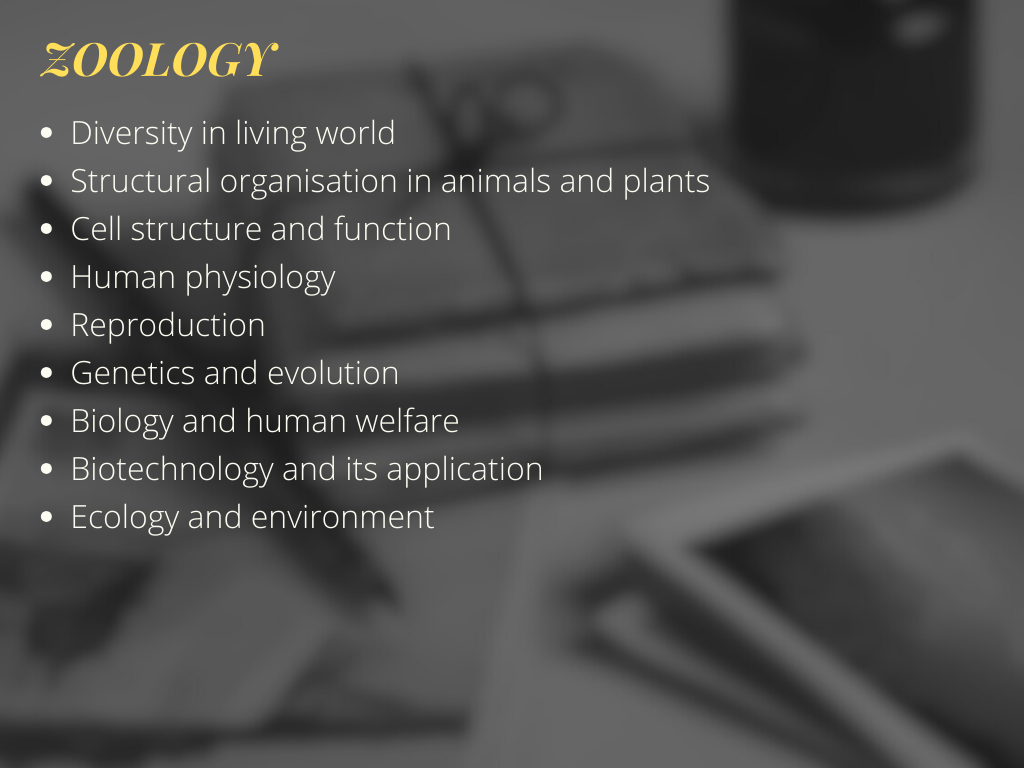 ZOOLOGY
• Diversity in living world
• Structural organisation in animals and plants
• Cell structure and function
• Human physiology
• Reproduction
• Genetics and evolution
• Biology and human welfare
• Biotechnology and its application
• Ecology and environment